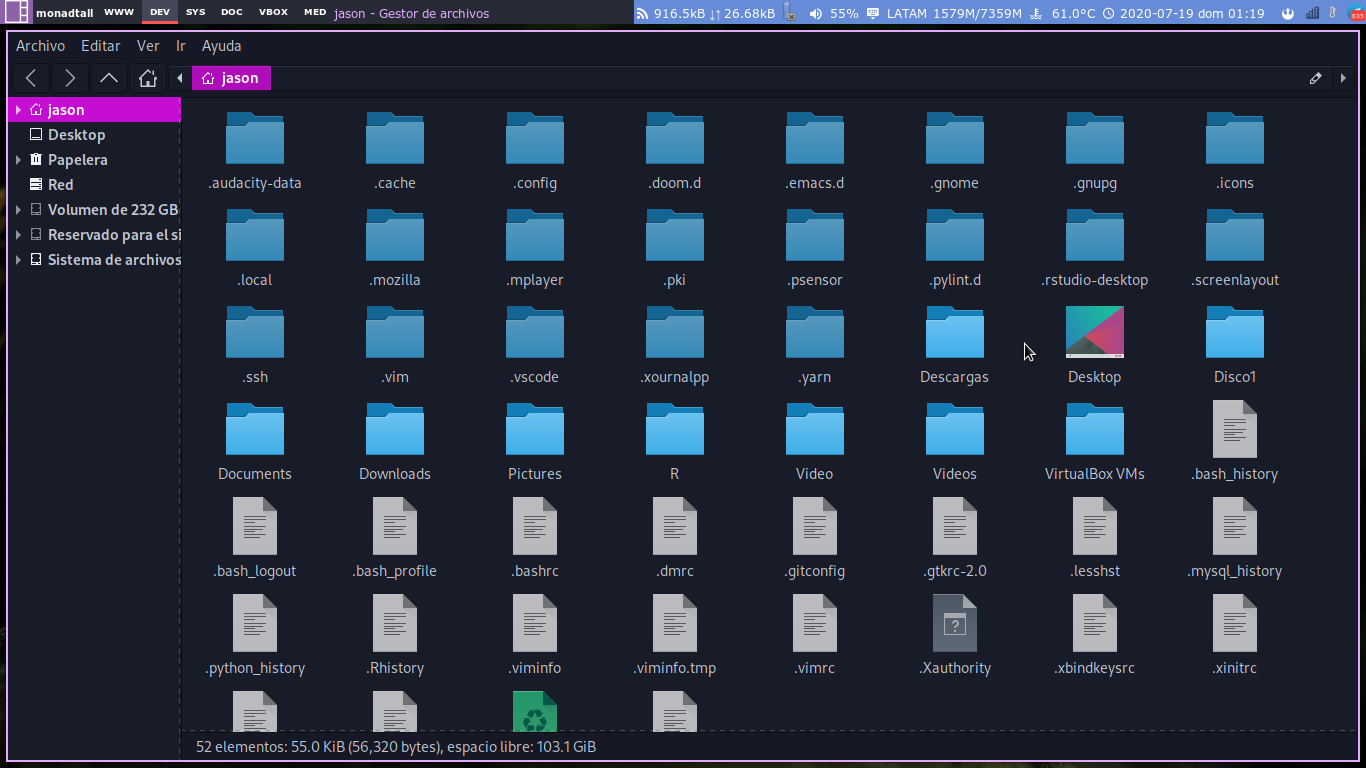 monadtall WWW DEV SYS DOC VBOX MED jason - Gestor de archivos 916.5kB ↓↑ 26.68kB 55% LATAM 1579M/7359M 61.0°C 2020-07-19 dom 01:19
Archivo Editar Ver Ir Ayuda
jason
jason
Desktop
Papelera
Red
Volumen de 232 GB
Reservado para el si
Sistema de archivos
.audacity-data .cache .config .doom.d .emacs.d .gnome .gnupg .icons
.local .mozilla .mplayer .pki .psensor .pylint.d .rstudio-desktop .screenlayout
.ssh .vim .vscode .xournalpp .yarn Descargas Desktop Disco1
Documents Downloads Pictures R Video Videos VirtualBox VMs .bash_history
.bash_logout .bash_profile .bashrc .dmrc .gitconfig .gtkrc-2.0 .lesshst .mysql_history
.python_history .Rhistory .viminfo .viminfo.tmp .vimrc .Xauthority .xbindkeysrc .xinitrc
52 elementos: 55.0 KiB (56,320 bytes), espacio libre: 103.1 GiB